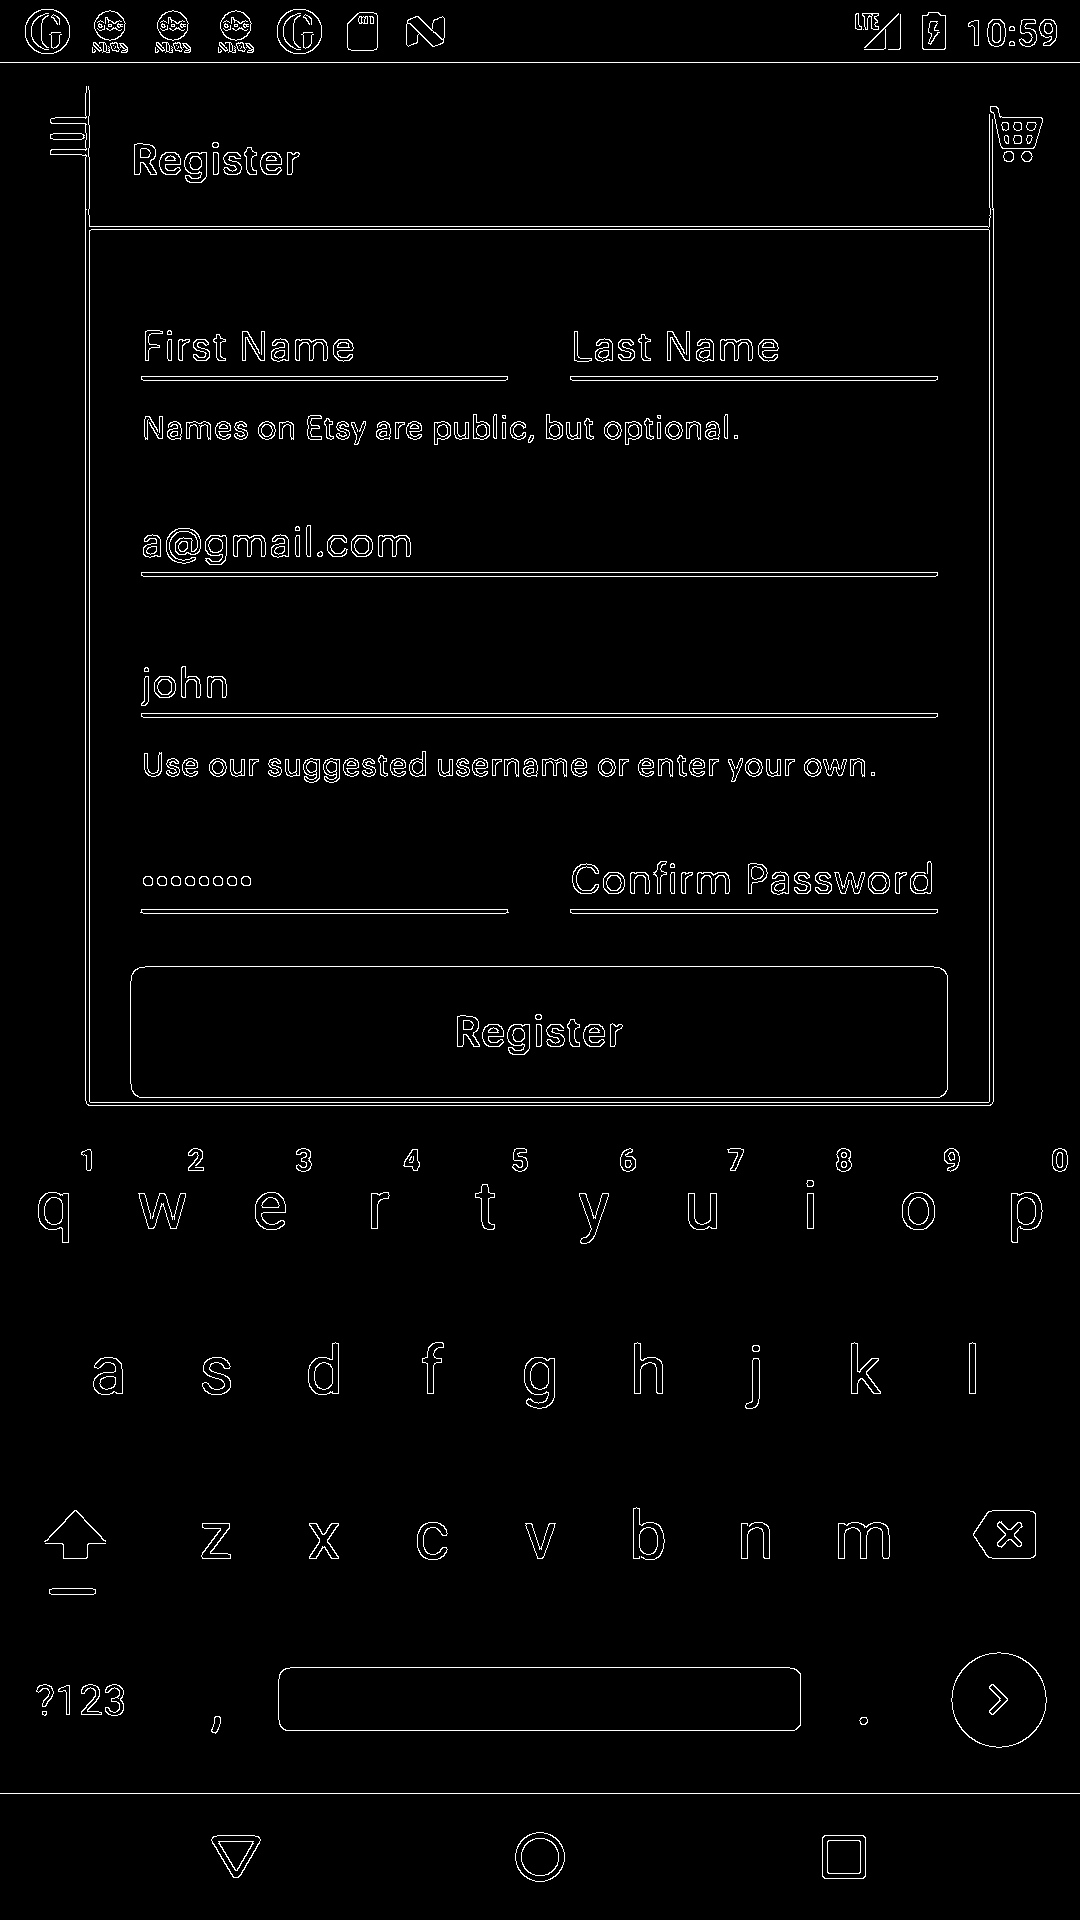 LTE 10:59
Register
First Name Last Name
Names on Etsy are public, but optional.
a@gmail.com
john
Use our suggested username or enter your own.
Confirm Password
Register
1 2 3 4 5 6 7 8 9 0
q w e r t y u i o p
a s d f g h j k l
z x c v b n m
?123 , .